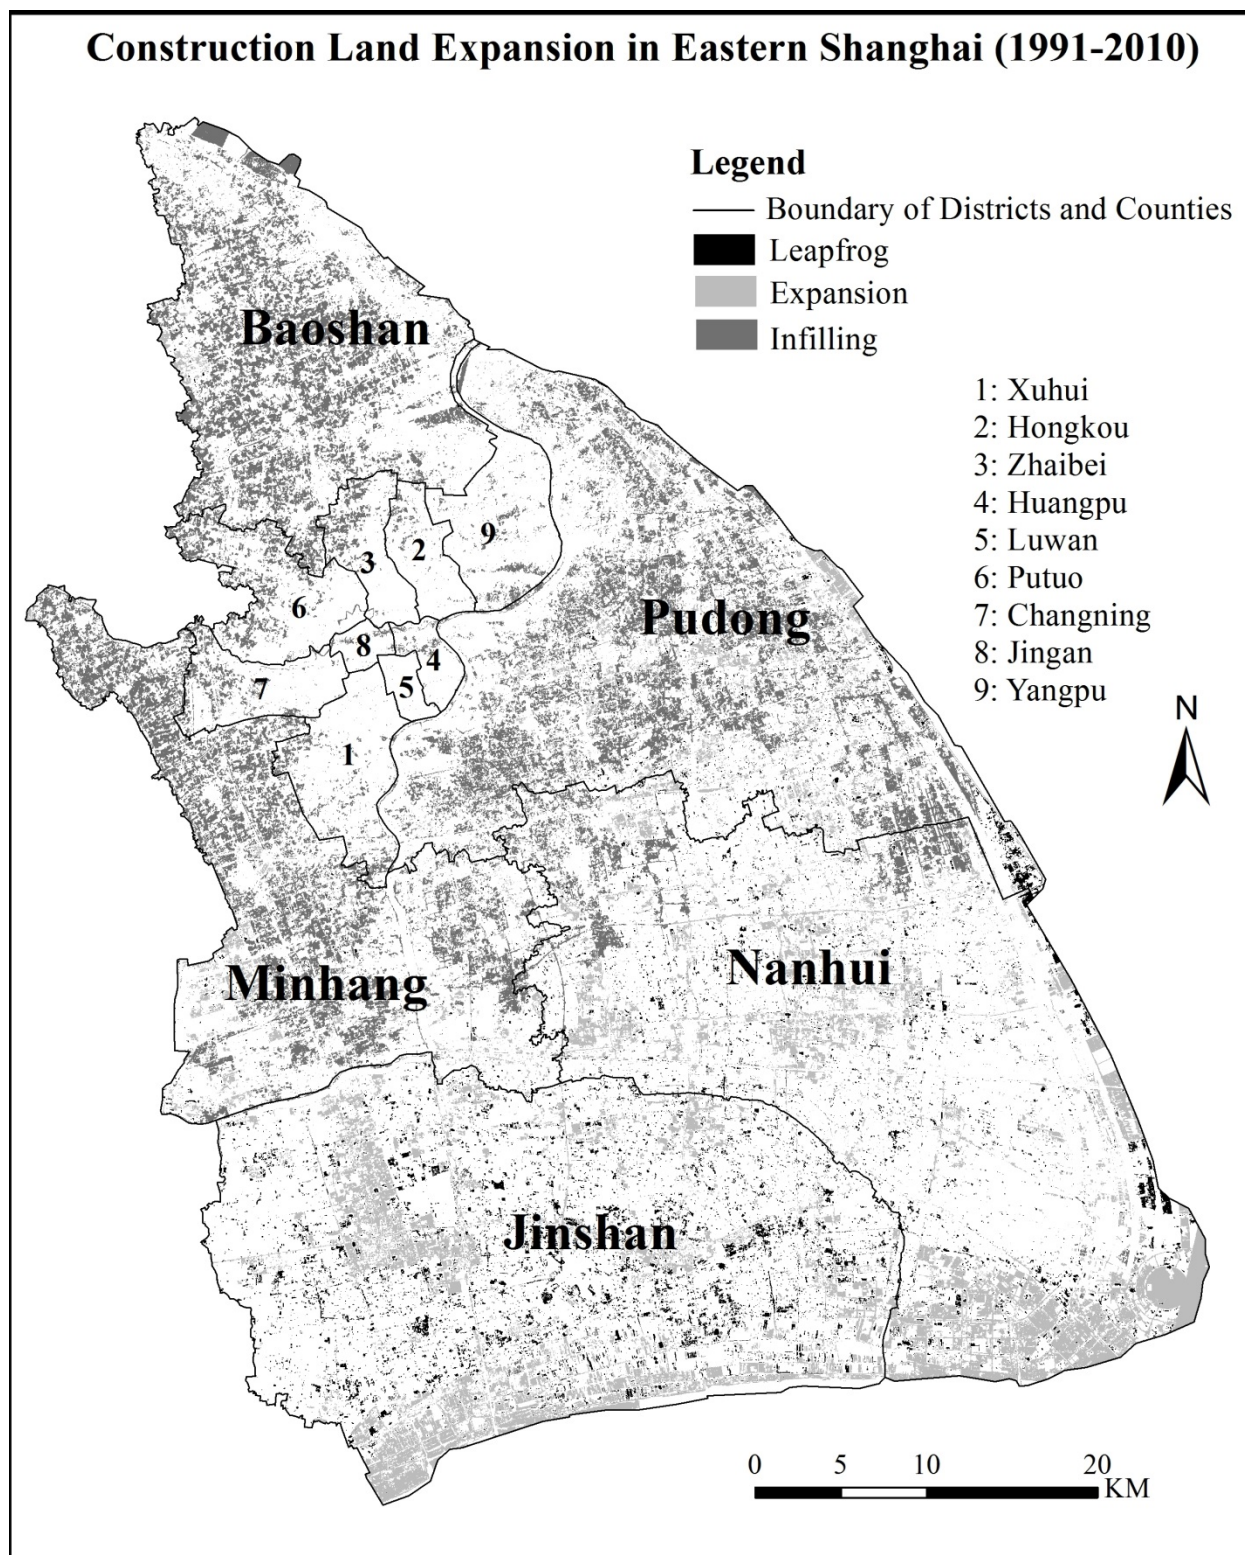 Construction Land Expansion in Eastern Shanghai (1991-2010)
Legend
Boundary of Districts and Counties
Leapfrog
Expansion
Infilling
1: Xuhui
2: Hongkou
3: Zhaibei
4: Huangpu
5: Luwan
6: Putuo
7: Changning
8: Jingan
9: Yangpu
Baoshan
9
2
3
6
Pudong
8
4
7
5
1
N
Nanhui
Minhang
Jinshan
0 5 10 20
KM